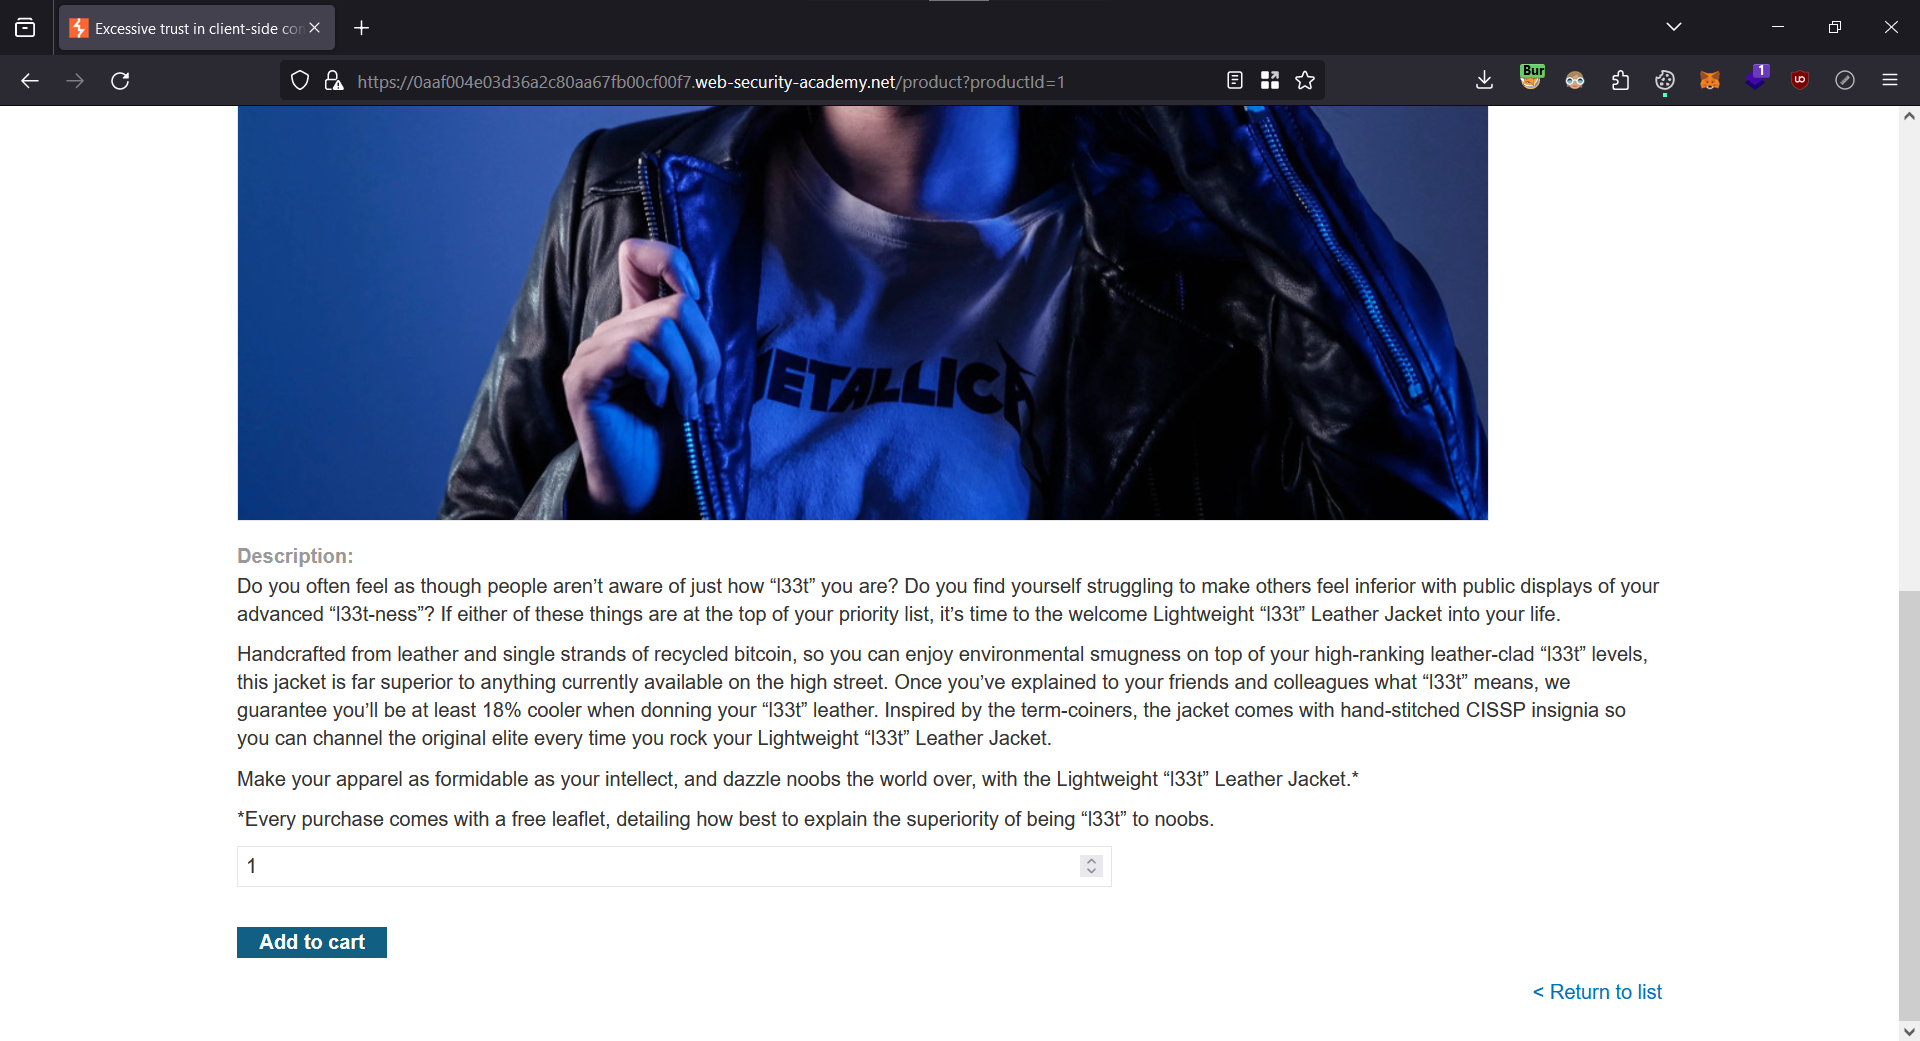 Excessive trust in client-side con
https://0aaf004e03d36a2c80aa67fb00cf00f7.web-security-academy.net/product?productId=1
Bur
1
METALLICA
Description:
Do you often feel as though people aren’t aware of just how “l33t” you are? Do you find yourself struggling to make others feel inferior with public displays of your
advanced “l33t-ness”? If either of these things are at the top of your priority list, it’s time to the welcome Lightweight “l33t” Leather Jacket into your life.
Handcrafted from leather and single strands of recycled bitcoin, so you can enjoy environmental smugness on top of your high-ranking leather-clad “l33t” levels,
this jacket is far superior to anything currently available on the high street. Once you’ve explained to your friends and colleagues what “l33t” means, we
guarantee you’ll be at least 18% cooler when donning your “l33t” leather. Inspired by the term-coiners, the jacket comes with hand-stitched CISSP insignia so
you can channel the original elite every time you rock your Lightweight “l33t” Leather Jacket.
Make your apparel as formidable as your intellect, and dazzle noobs the world over, with the Lightweight “l33t” Leather Jacket.*
*Every purchase comes with a free leaflet, detailing how best to explain the superiority of being “l33t” to noobs.
1
Add to cart
< Return to list